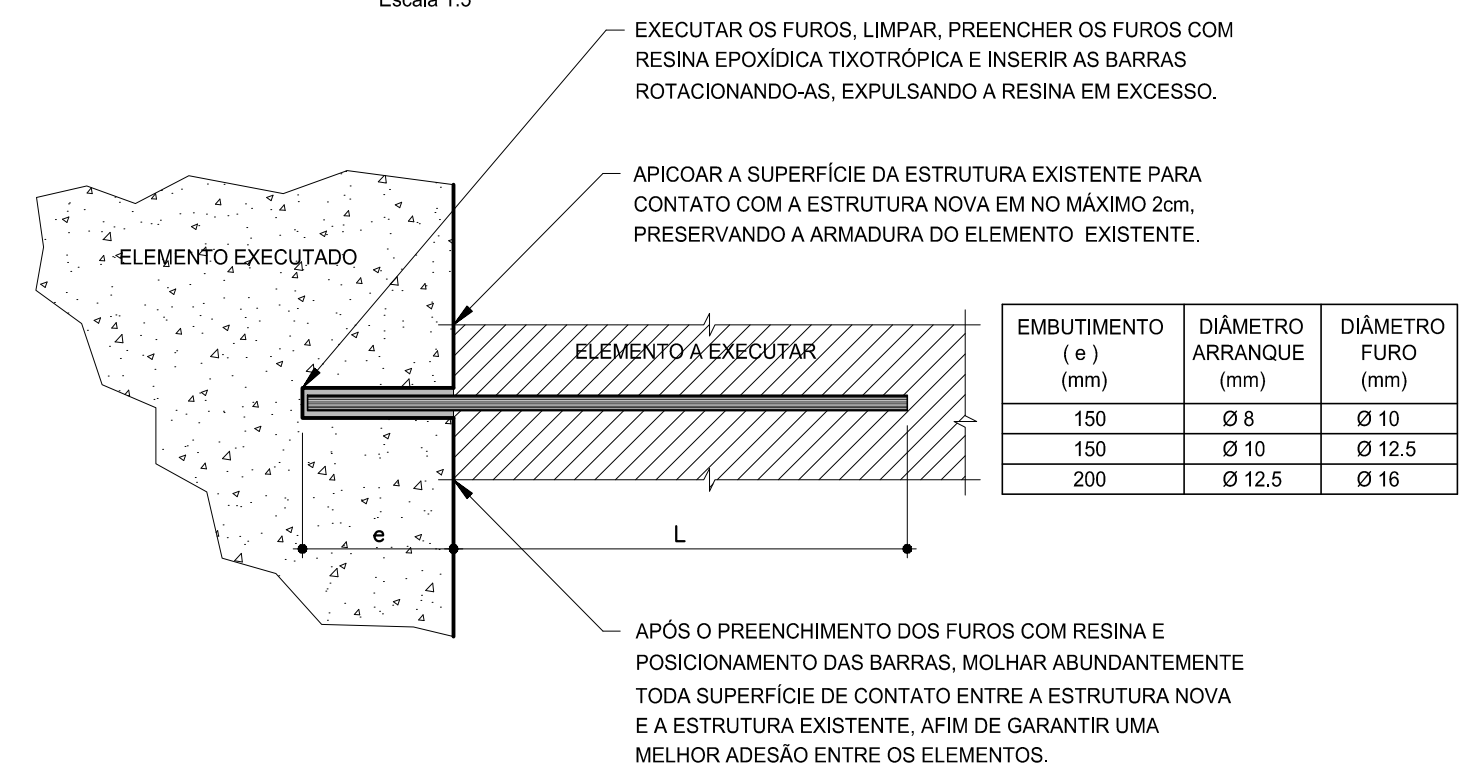 Escala 1:5
EXECUTAR OS FUROS, LIMPAR, PREENCHER OS FUROS COM
RESINA EPOXÍDICA TIXOTRÓPICA E INSERIR AS BARRAS
ROTACIONANDO-AS, EXPULSANDO A RESINA EM EXCESSO.
APICOAR A SUPERFÍCIE DA ESTRUTURA EXISTENTE PARA
CONTATO COM A ESTRUTURA NOVA EM NO MÁXIMO 2cm,
PRESERVANDO A ARMADURA DO ELEMENTO EXISTENTE.
ELEMENTO EXECUTADO
ELEMENTO A EXECUTAR
EMBUTIMENTO DIÂMETRO DIÂMETRO
( e ) ARRANQUE FURO
(mm) (mm) (mm)
150 Ø 8 Ø 10
150 Ø 10 Ø 12.5
200 Ø 12.5 Ø 16
e L
APÓS O PREENCHIMENTO DOS FUROS COM RESINA E
POSICIONAMENTO DAS BARRAS, MOLHAR ABUNDANTEMENTE
TODA SUPERFÍCIE DE CONTATO ENTRE A ESTRUTURA NOVA
E A ESTRUTURA EXISTENTE, AFIM DE GARANTIR UMA
MELHOR ADESÃO ENTRE OS ELEMENTOS.